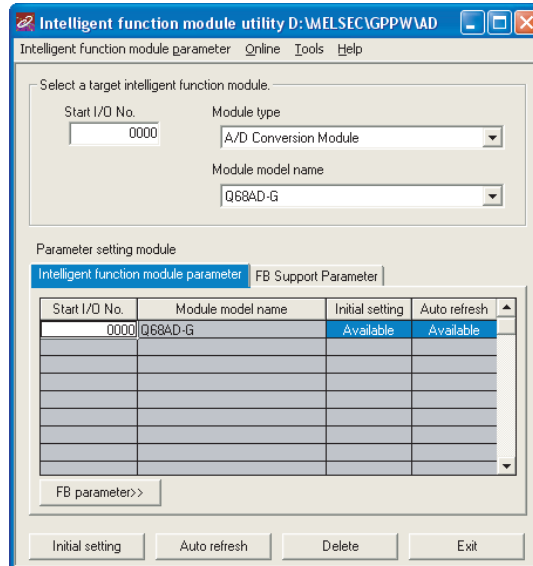 Intelligent function module utility D:\MELSEC\GPPW\AD
Intelligent function module parameter Online Tools Help
Select a target intelligent function module.
Start I/O No. Module type
0000 A/D Conversion Module
Module model name
Q68AD-G
Parameter setting module
Intelligent function module parameter FB Support Parameter
Start I/O No. Module model name Initial setting Auto refresh
0000 Q68AD-G Available Available
FB parameter>>
Initial setting Auto refresh Delete Exit